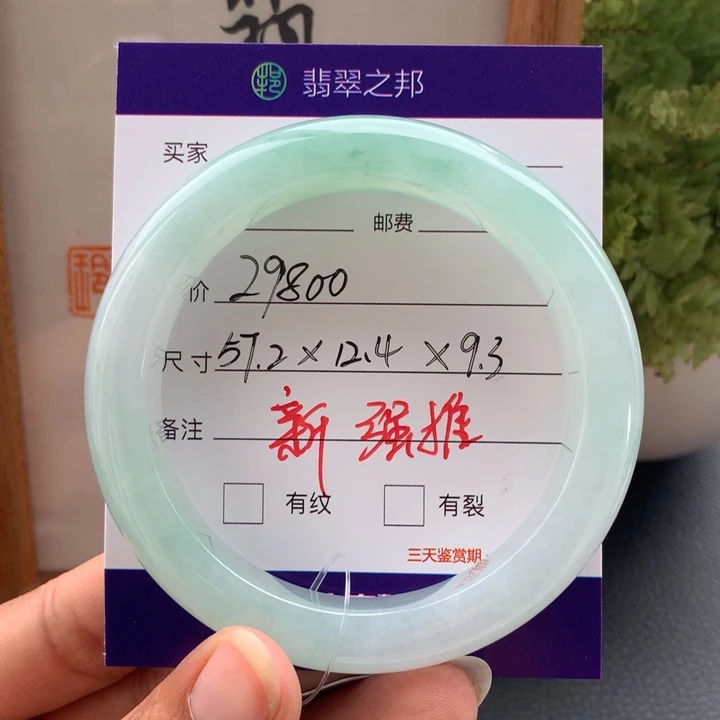 翡翠之邦
买家
邮费
价 29800
尺寸 57.2×12.4×9.3
备注 新 强推
有纹 有裂
三天鉴赏期